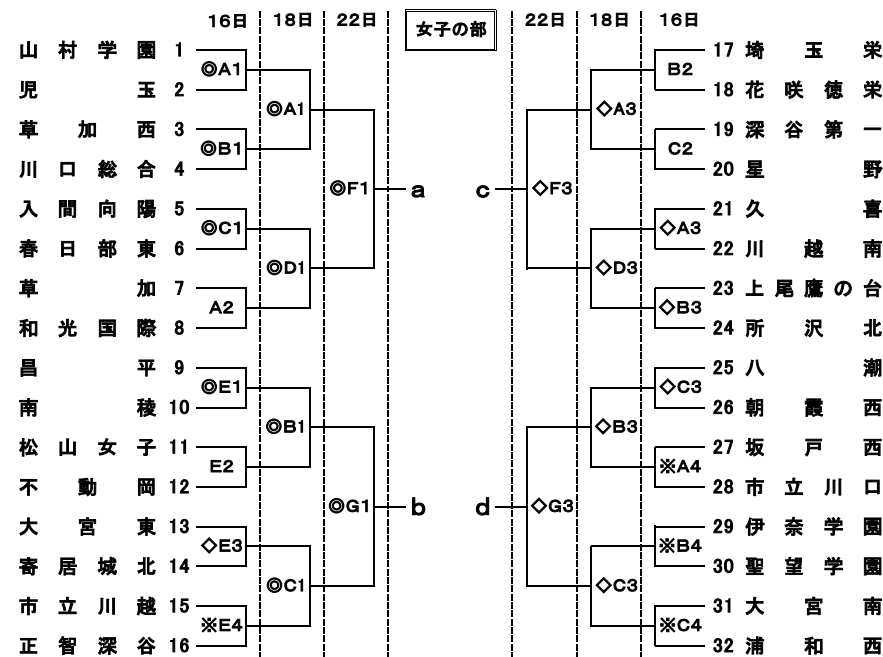 16日 18日 22日 女子の部 22日 18日 16日
山村学園 1 17 埼玉栄
◎A1 B2
児玉 2 18 花咲徳栄
◎A1 ◇A3
草加西 3 19 深谷第一
◎B1 C2
川口総合 4 20 星野
◎F1 a c ◇F3
入間向陽 5 21 久喜
◎C1 ◇A3
春日部東 6 22 川越南
◎D1 ◇D3
草加 7 23 上尾鷹の台
A2 ◇B3
和光国際 8 24 所沢北
昌平 9 25 八潮
◎E1 ◇C3
南稜 10 26 朝霞西
◎B1 ◇B3
松山女子 11 27 坂戸西
E2 ※A4
不動岡 12 28 市立川口
◎G1 b d ◇G3
大宮東 13 29 伊奈学園
◇E3 ※B4
寄居城北 14 30 聖望学園
◎C1 ◇C3
市立川越 15 31 大宮南
※E4 ※C4
正智深谷 16 32 浦和西